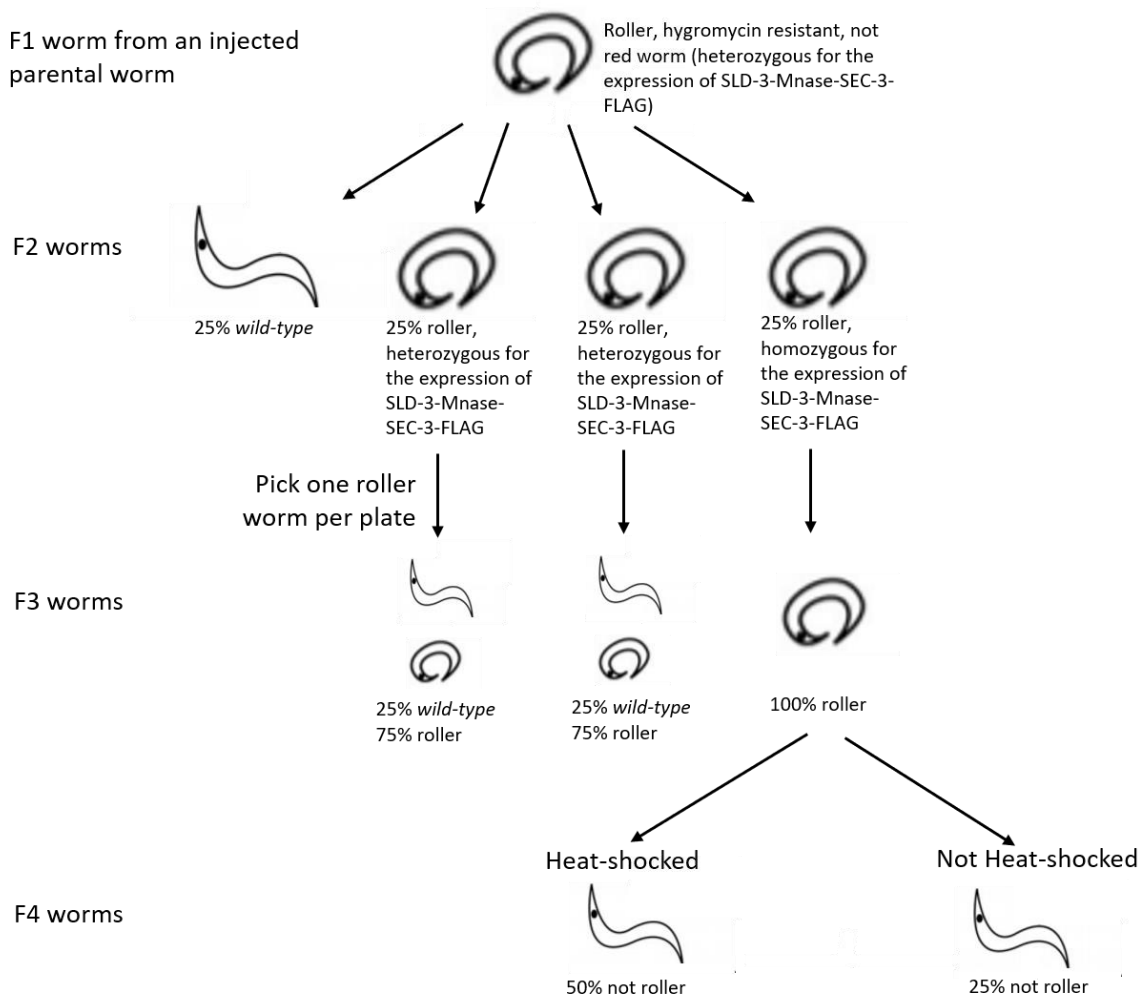 F1 worm from an injected
parental worm
Roller, hygromycin resistant, not
red worm (heterozygous for the
expression of SLD-3-Mnase-SEC-3-
FLAG)
F2 worms
25% wild-type
25% roller,
heterozygous for
the expression of
SLD-3-Mnase-
SEC-3-FLAG
25% roller,
heterozygous for
the expression of
SLD-3-Mnase-
SEC-3-FLAG
25% roller,
homozygous for
the expression of
SLD-3-Mnase-
SEC-3-FLAG
Pick one roller
worm per plate
F3 worms
25% wild-type
75% roller
25% wild-type
75% roller
100% roller
Heat-shocked
Not Heat-shocked
F4 worms
50% not roller
25% not roller